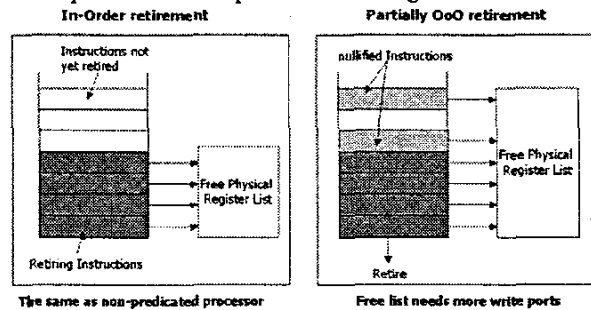 In-Order retirement
Instructions not
yet retired
Free Physical
Register List
Retiring Instructions
The same as non-predicated processor
Partially OoO retirement
nullified Instructions
Free Physical
Register List
Retire
Free list needs more write ports